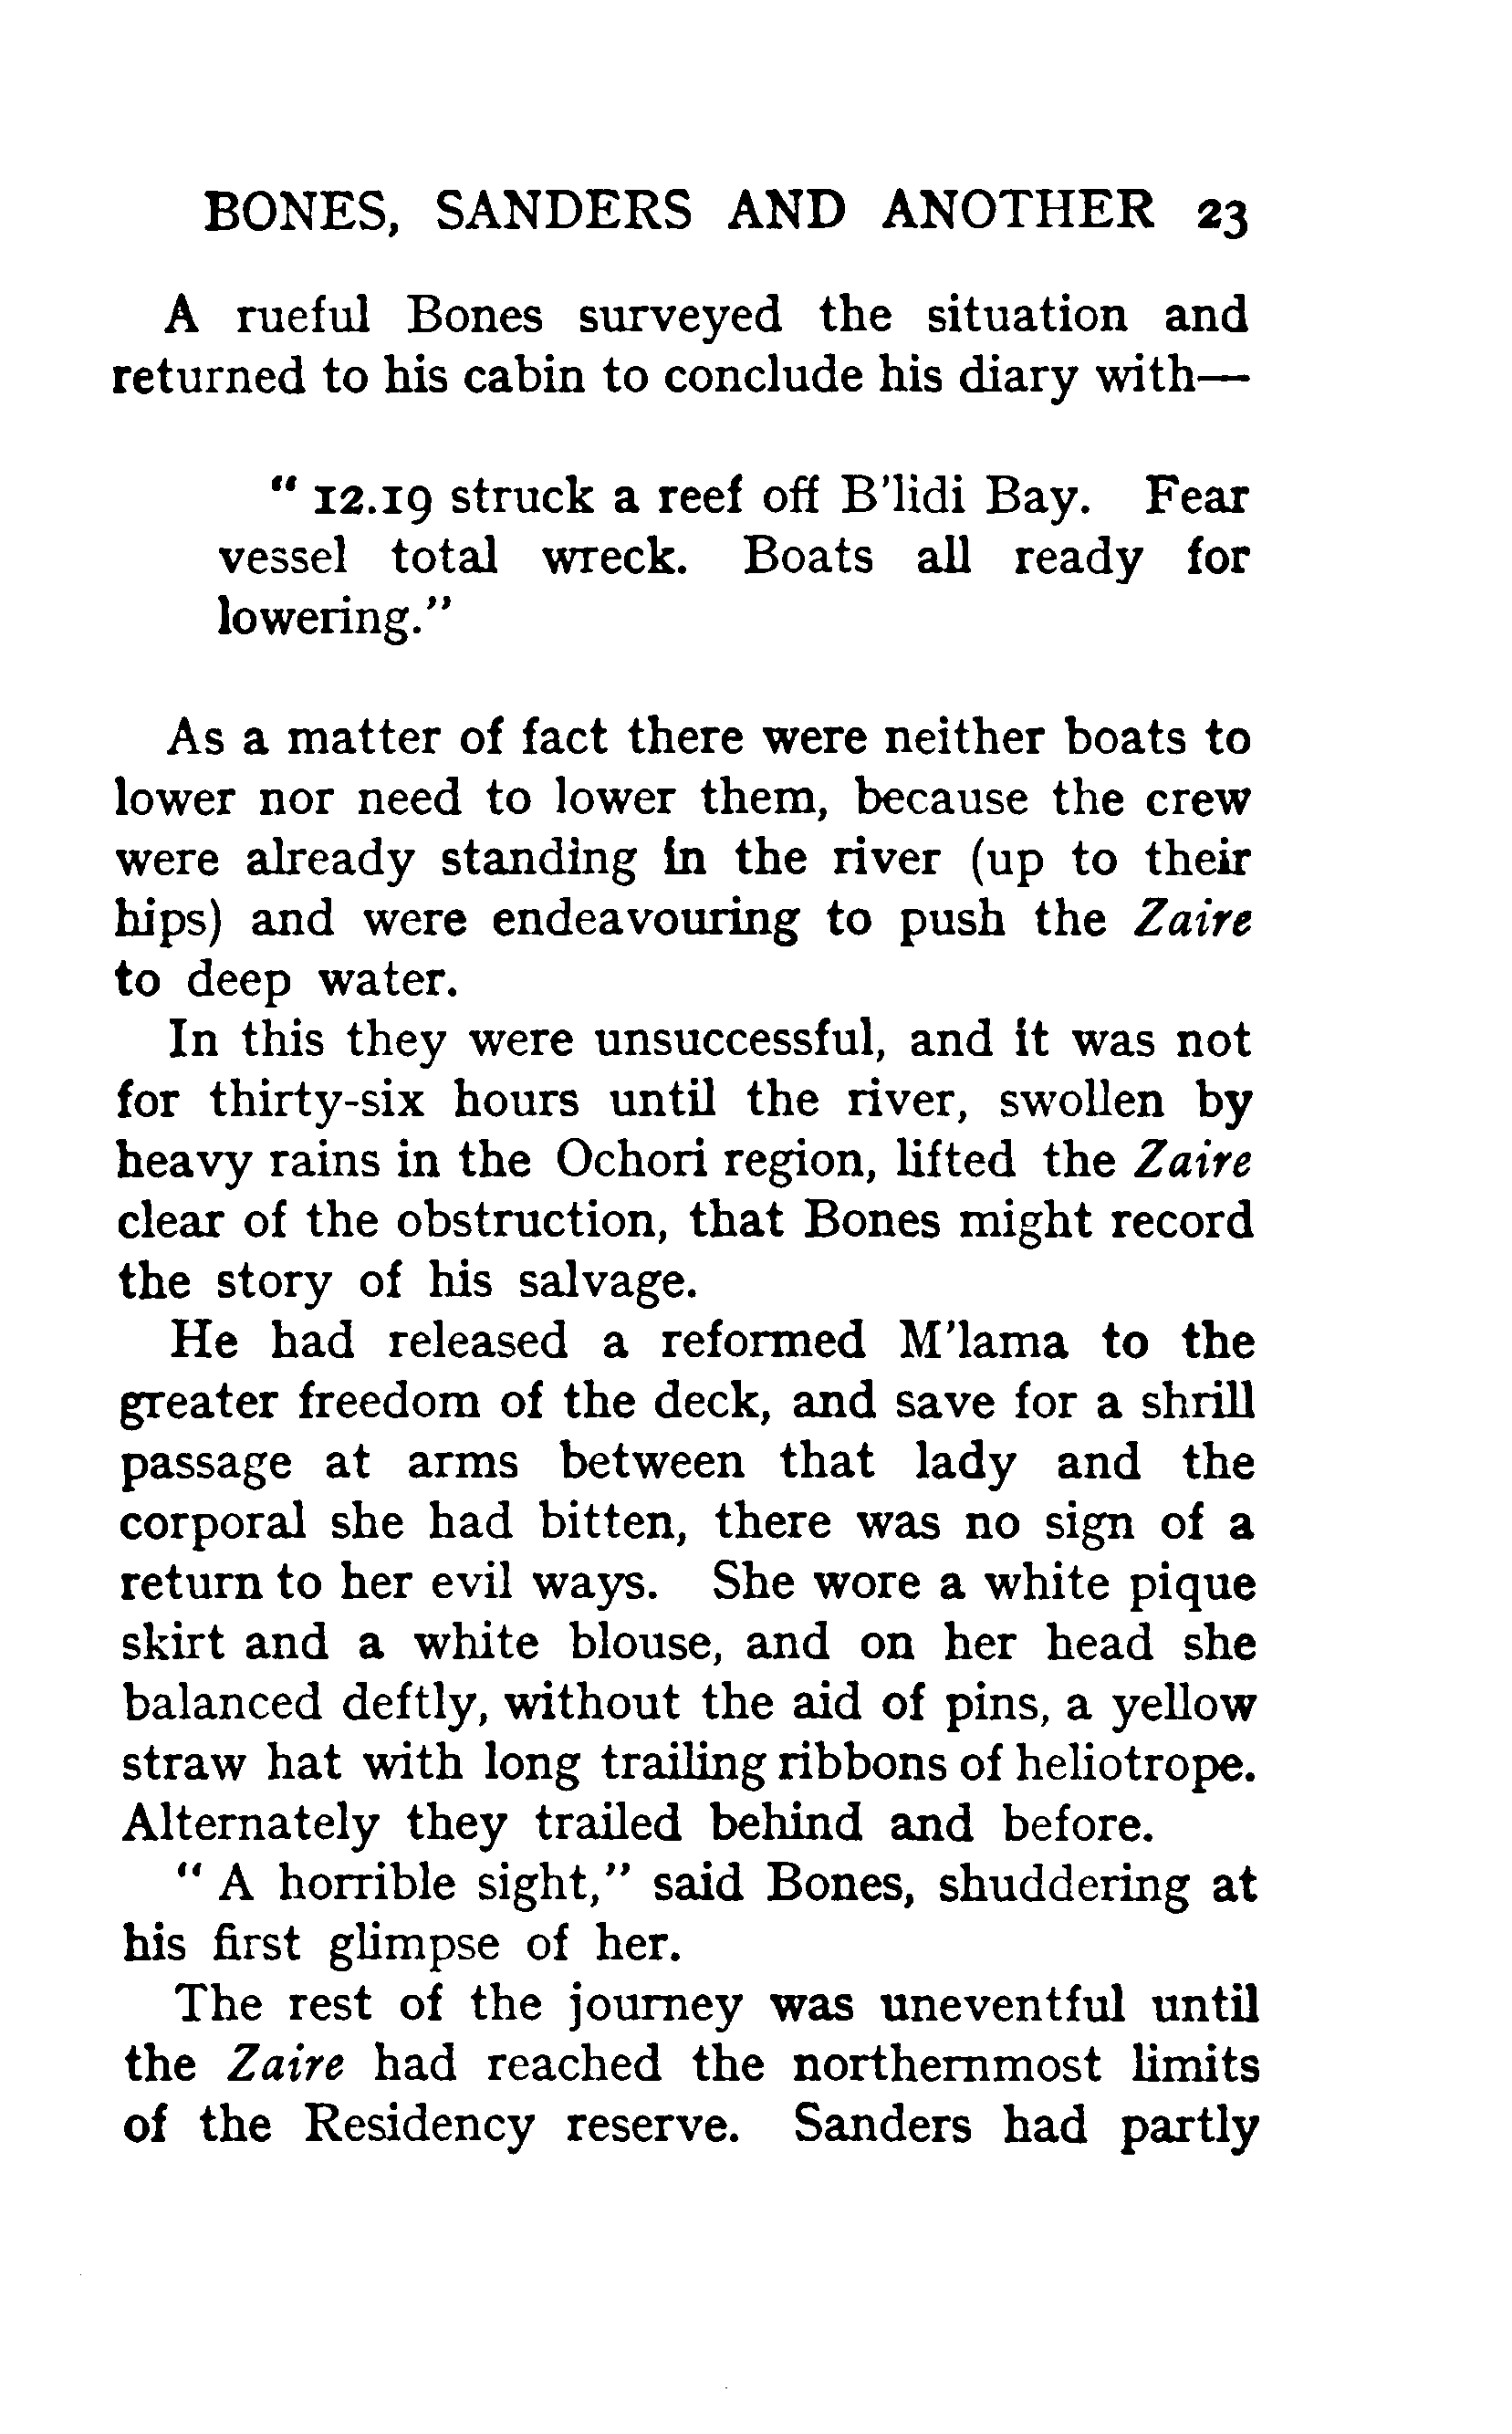 BONES, SANDERS AND ANOTHER 23
A rueful Bones surveyed the situation and
returned to his cabin to conclude his diary with—
" 12.19 struck a reef off B'lidi Bay. Fear
vessel total wreck. Boats all ready for
lowering."
As a matter of fact there were neither boats to
lower nor need to lower them, because the crew
were already standing in the river (up to their
hips) and were endeavouring to push the Zaire
to deep water.
In this they were unsuccessful, and it was not
for thirty-six hours until the river, swollen by
heavy rains in the Ochori region, lifted the Zaire
clear of the obstruction, that Bones might record
the story of his salvage.
He had released a reformed M'lama to the
greater freedom of the deck, and save for a shrill
passage at arms between that lady and the
corporal she had bitten, there was no sign of a
return to her evil ways. She wore a white pique
skirt and a white blouse, and on her head she
balanced deftly, without the aid of pins, a yellow
straw hat with long trailing ribbons of heliotrope.
Alternately they trailed behind and before.
" A horrible sight," said Bones, shuddering at
his first glimpse of her.
The rest of the journey was uneventful until
the Zaire had reached the northernmost limits
of the Residency reserve. Sanders had partly